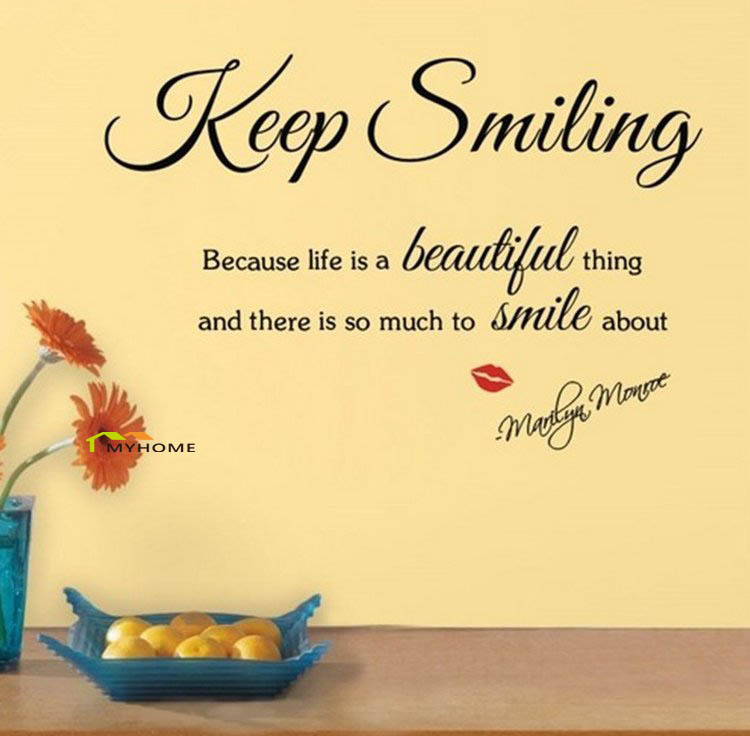 Keep Smiling
Because life is a beautiful thing
and there is so much to smile about
-Marilyn Monroe
MYHOME